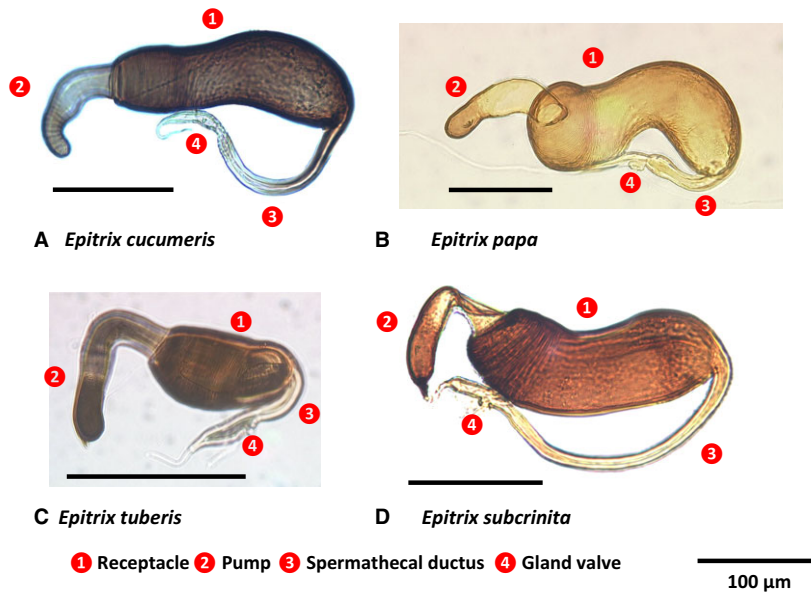 1
2
4
3
A Epitrix cucumeris
1
2
4
3
B Epitrix papa
1
2
3
4
C Epitrix tuberis
1
2
4
3
D Epitrix subcrinita
1 Receptacle 2 Pump 3 Spermathecal ductus 4 Gland valve
100 µm